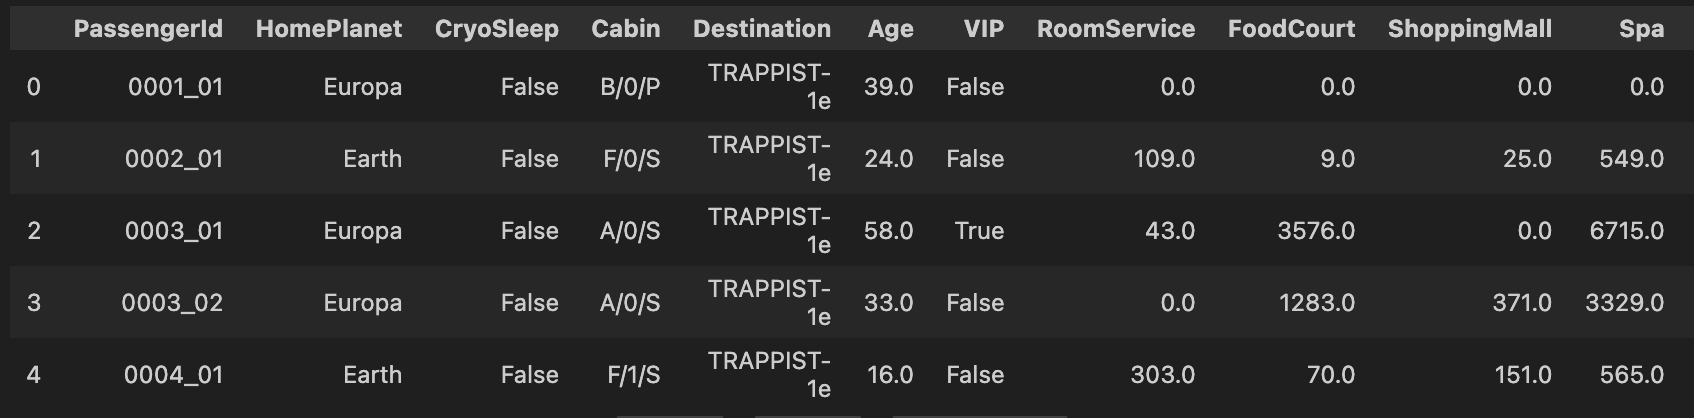 PassengerId HomePlanet CryoSleep Cabin Destination Age VIP RoomService FoodCourt ShoppingMall Spa
0 0001_01 Europa False B/0/P TRAPPIST-1e 39.0 False 0.0 0.0 0.0 0.0
1 0002_01 Earth False F/0/S TRAPPIST-1e 24.0 False 109.0 9.0 25.0 549.0
2 0003_01 Europa False A/0/S TRAPPIST-1e 58.0 True 43.0 3576.0 0.0 6715.0
3 0003_02 Europa False A/0/S TRAPPIST-1e 33.0 False 0.0 1283.0 371.0 3329.0
4 0004_01 Earth False F/1/S TRAPPIST-1e 16.0 False 303.0 70.0 151.0 565.0